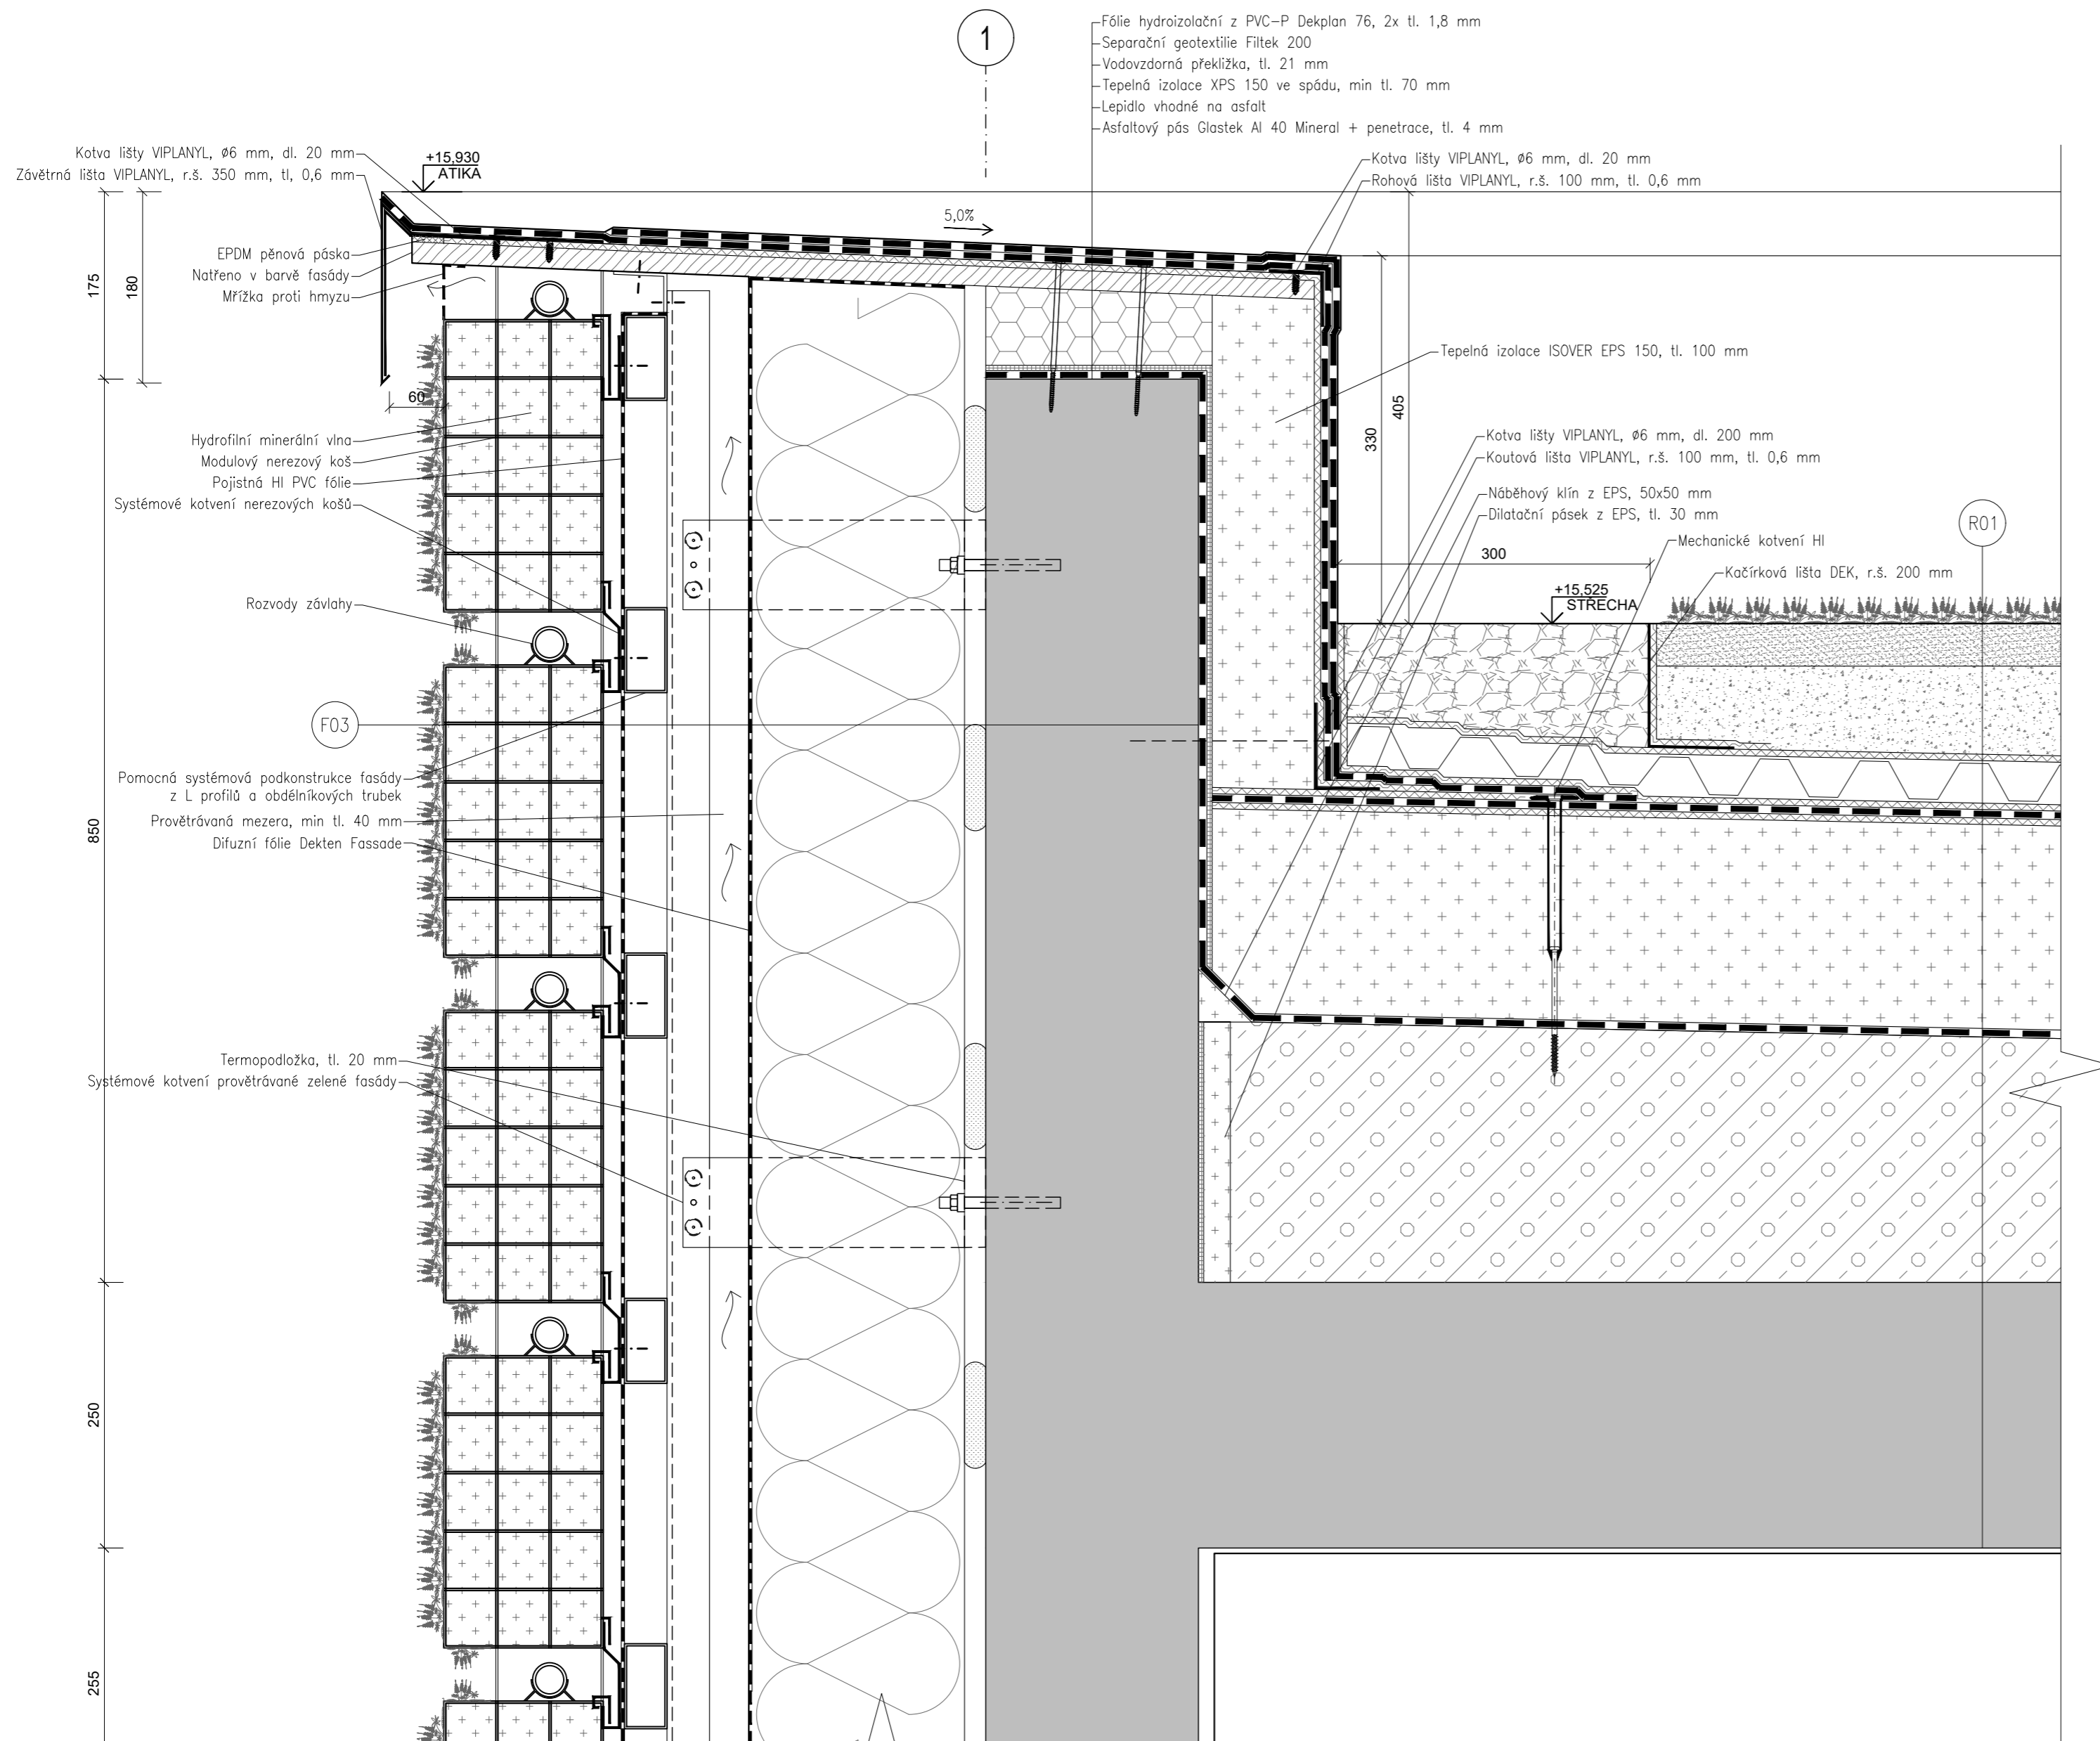 1
Fólie hydroizolační z PVC-P Dekplan 76, 2x tl. 1,8 mm
Separační geotextilie Filtek 200
Vodovzdorná překližka, tl. 21 mm
Tepelná izolace XPS 150 ve spádu, min tl. 70 mm
Lepidlo vhodné na asfalt
Asfaltový pás Glastek Al 40 Mineral + penetrace, tl. 4 mm
Kotva lišty VIPLANYL, ø6 mm, dl. 20 mm
Závětrná lišta VIPLANYL, r.š. 350 mm, tl, 0,6 mm
+15,930
ATIKA
Kotva lišty VIPLANYL, ø6 mm, dl. 20 mm
Rohová lišta VIPLANYL, r.š. 100 mm, tl. 0,6 mm
5,0%
EPDM pěnová páska
Natřeno v barvě fasády
Mřížka proti hmyzu
175
180
60
Tepelná izolace ISOVER EPS 150, tl. 100 mm
405
330
Hydrofilní minerální vlna
Modulový nerezový koš
Pojistná HI PVC fólie
Systémové kotvení nerezových košů
Kotva lišty VIPLANYL, ø6 mm, dl. 200 mm
Koutová lišta VIPLANYL, r.š. 100 mm, tl. 0,6 mm
Náběhový klín z EPS, 50x50 mm
Dilatační pásek z EPS, tl. 30 mm
R01
Mechanické kotvení HI
300
Kačírková lišta DEK, r.š. 200 mm
+15,525
STŘECHA
Rozvody závlahy
F03
Pomocná systémová podkonstrukce fasády
z L profilů a obdélníkových trubek
Provětrávaná mezera, min tl. 40 mm
Difuzní fólie Dekten Fassade
850
Termopodložka, tl. 20 mm
Systémové kotvení provětrávané zelené fasády
250
255